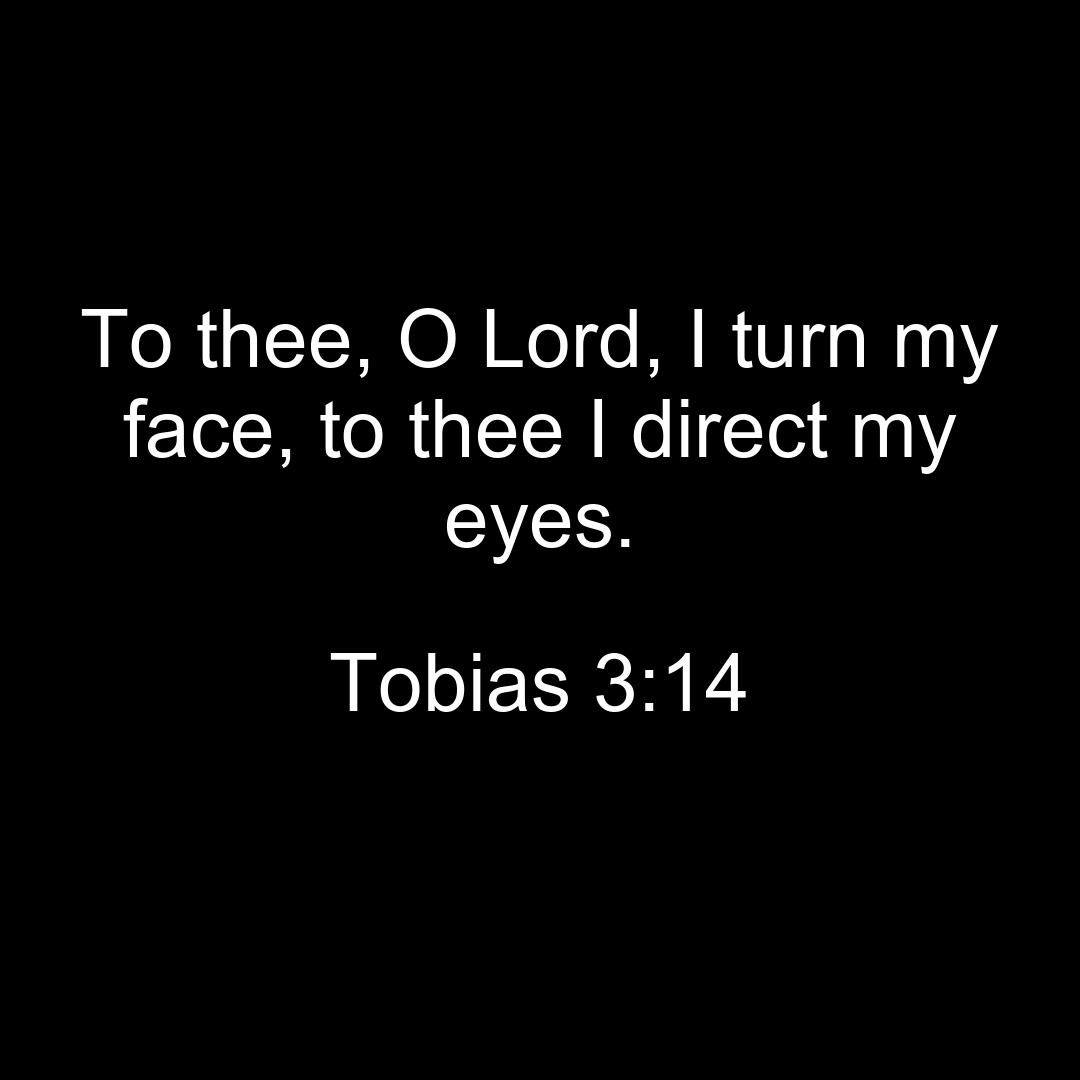 To thee, O Lord, I turn my
face, to thee I direct my
eyes.
Tobias 3:14